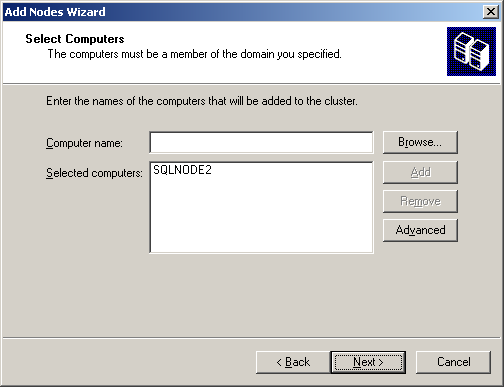 Add Nodes Wizard
Select Computers
The computers must be a member of the domain you specified.
Enter the names of the computers that will be added to the cluster.
Computer name:
Browse...
Selected computers:
SQLNODE2
Add
Remove
Advanced
< Back
Next >
Cancel